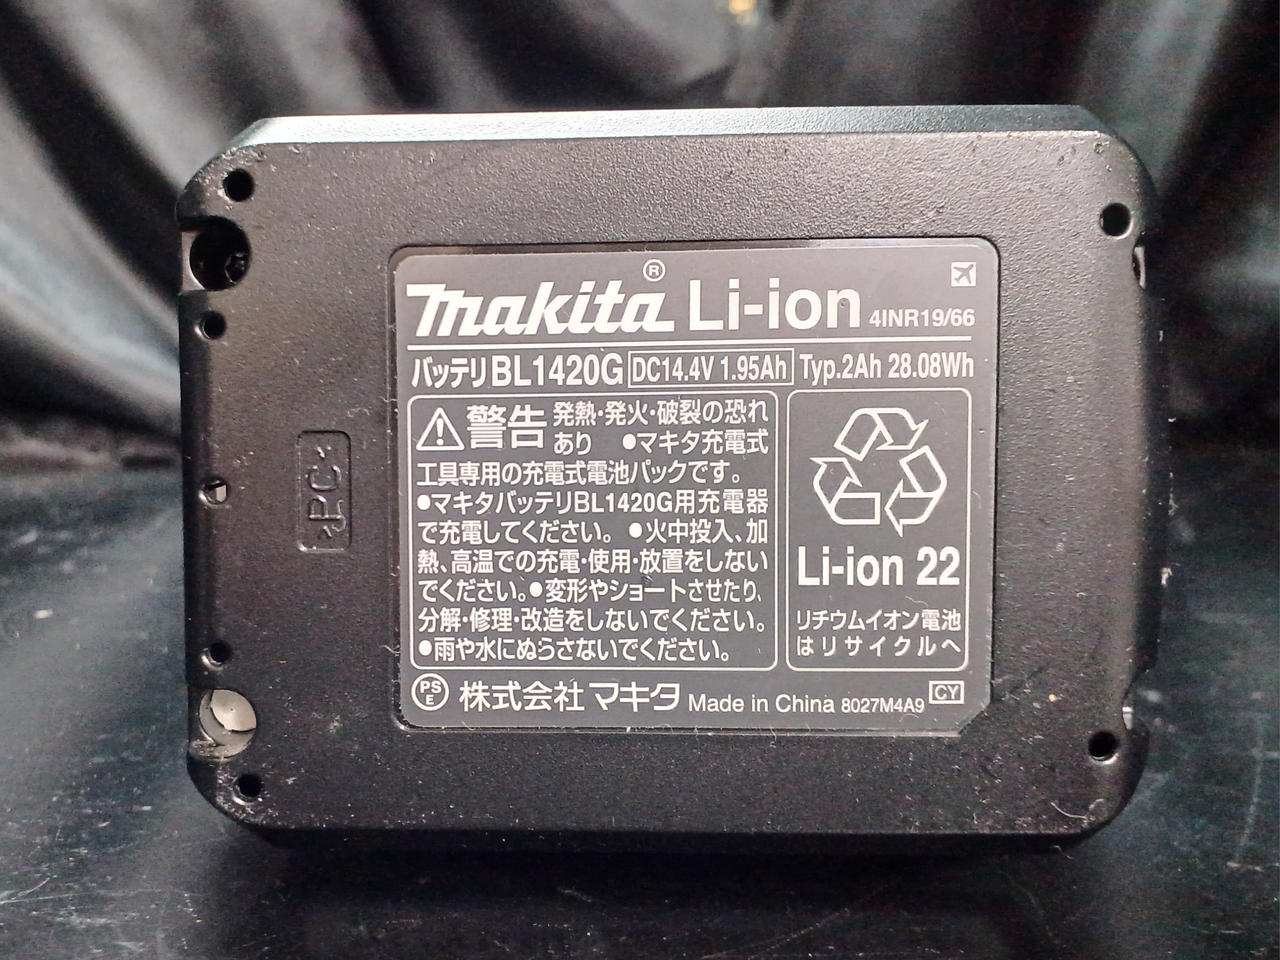 makita® Li-ion 4INR19/66
バッテリBL1420G DC14.4V 1.95Ah Typ.2Ah 28.08Wh
警告 発熱・発火・破裂の恐れ
あり ●マキタ充電式
工具専用の充電式電池パックです。
●マキタバッテリBL1420G用充電器
で充電してください。 ●火中投入、加
熱、高温での充電・使用・放置をしない
でください。●変形やショートさせたり、
分解・修理・改造をしないでください。
●雨や水にぬらさないでください。
Li-ion 22
リチウムイオン電池
はリサイクルへ
PS
E
株式会社マキタ Made in China 8027M4A9 CY
>PC<